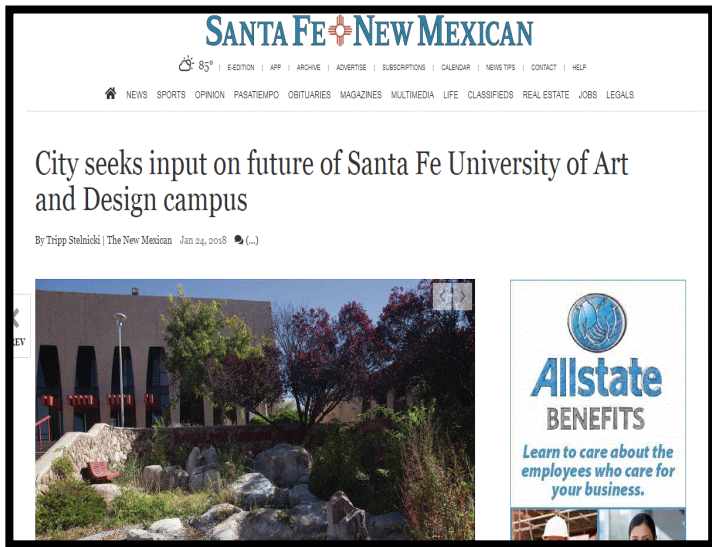 SANTA FE NEW MEXICAN
85° | E-EDITION | APP | ARCHIVE | ADVERTISE | SUBSCRIPTIONS | CALENDAR | NEWS TIPS | CONTACT | HELP
NEWS SPORTS OPINION PASATIEMPO OBITUARIES MAGAZINES MULTIMEDIA LIFE CLASSIFIEDS REAL ESTATE JOBS LEGALS
City seeks input on future of Santa Fe University of Art
and Design campus
By Tripp Stelnicki | The New Mexican Jan 24, 2018 (...)
EV
Allstate
BENEFITS
Learn to care about the
employees who care for
your business.